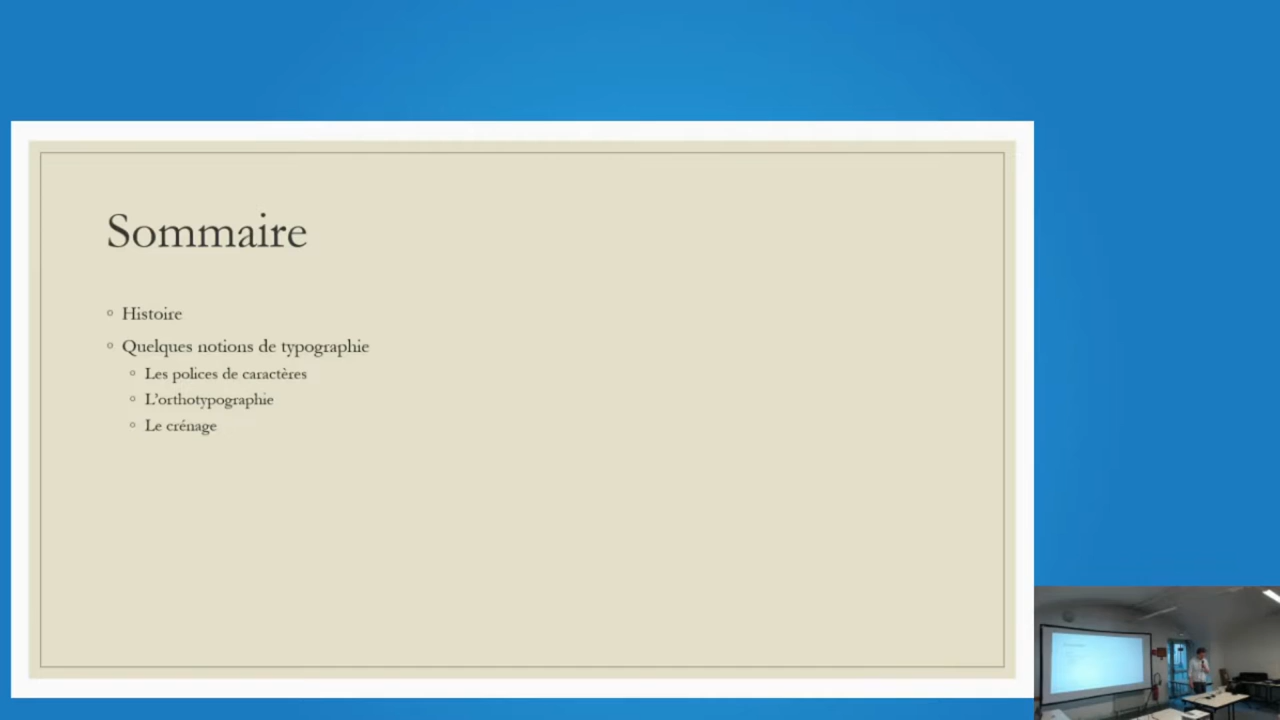 Sommaire
Histoire
Quelques notions de typographie
Les polices de caractères
L’orthotypographie
Le crénage